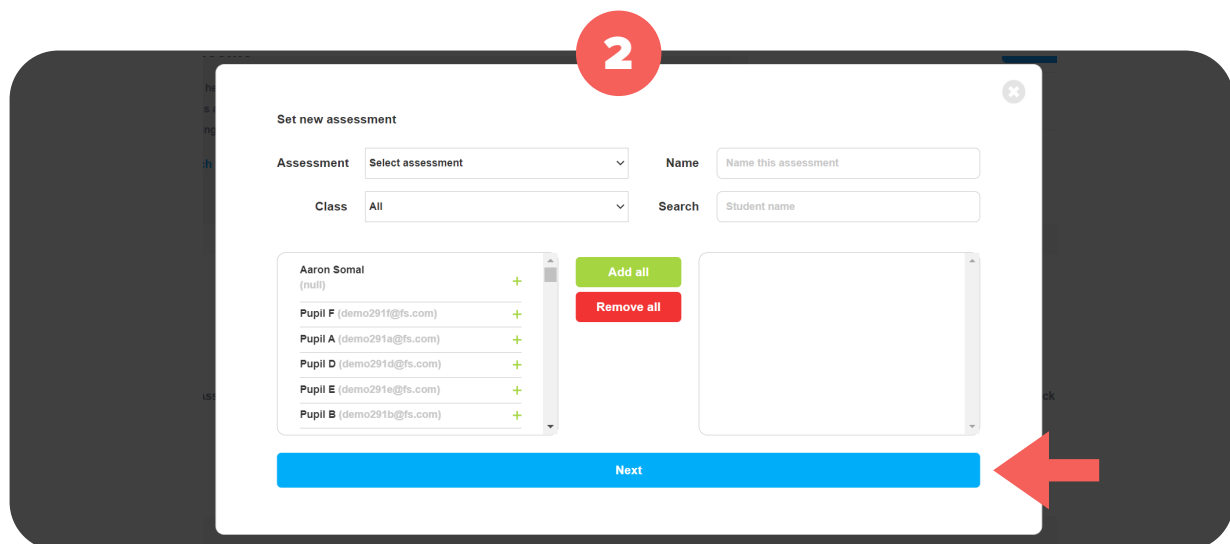 2
Set new assessment
Assessment Select assessment Name Name this assessment
Class All Search Student name
Aaron Somal
(null) +
Add all
Remove all
Pupil F (demo291f@fs.com) +
Pupil A (demo291a@fs.com) +
Pupil D (demo291d@fs.com) +
Pupil E (demo291e@fs.com) +
Pupil B (demo291b@fs.com) +
Next